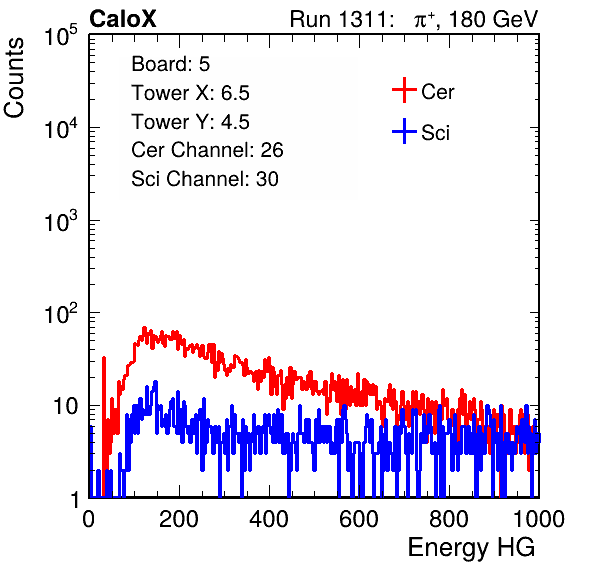 CaloX Run 1311: π⁺, 180 GeV
Counts
10⁵
10⁴
10³
10²
10
1
Board: 5
Tower X: 6.5
Tower Y: 4.5
Cer Channel: 26
Sci Channel: 30
Cer
Sci
0 200 400 600 800 1000
Energy HG